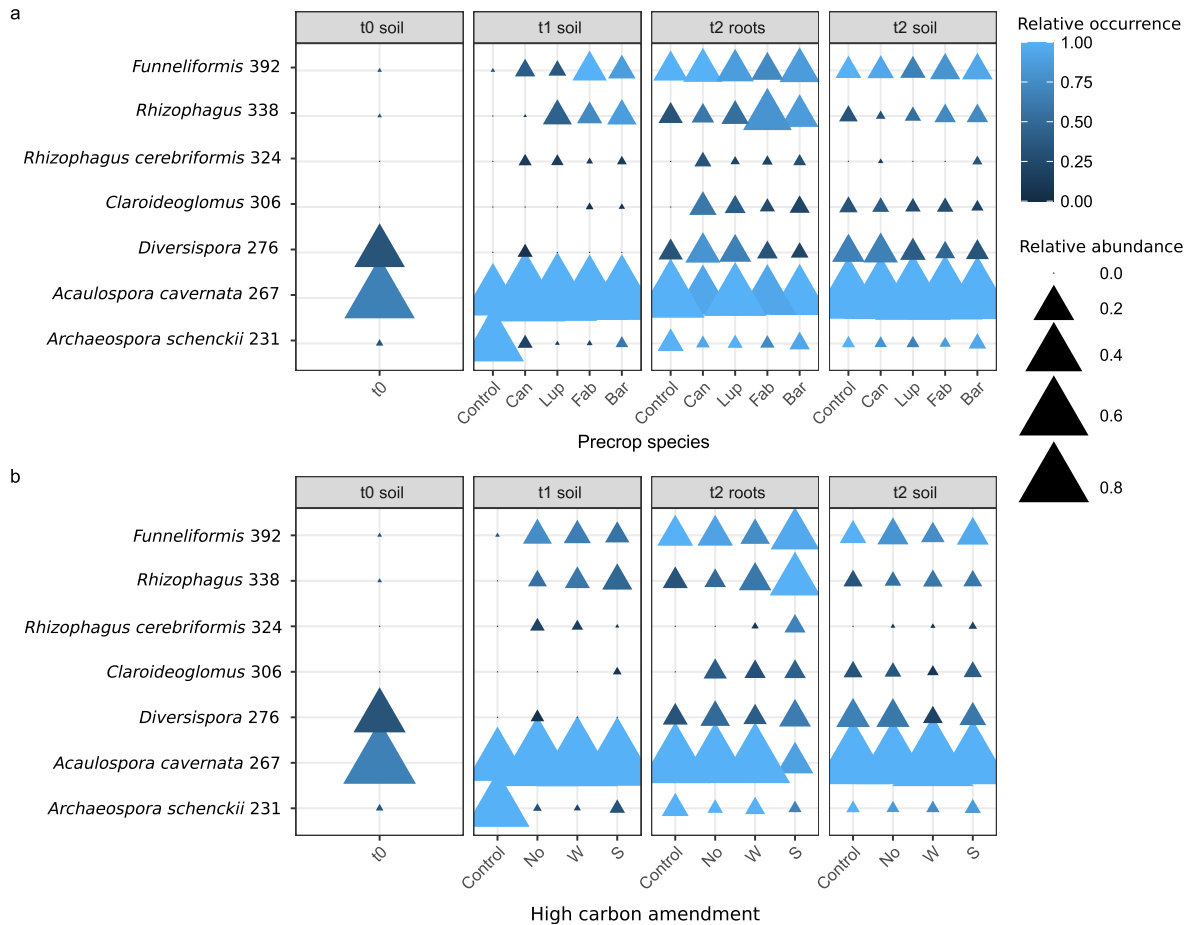 a
t0 soil
t1 soil
t2 roots
t2 soil
Funneliformis 392
Rhizophagus 338
Rhizophagus cerebriformis 324
Claroideoglomus 306
Diversispora 276
Acaulospora cavernata 267
Archaeospora schenckii 231
t0
Control Can Lup Fab Bar
Control Can Lup Fab Bar
Control Can Lup Fab Bar
Precrop species
Relative occurrence
1.00
0.75
0.50
0.25
0.00
Relative abundance
0.0
0.2
0.4
0.6
0.8
b
t0 soil
t1 soil
t2 roots
t2 soil
Funneliformis 392
Rhizophagus 338
Rhizophagus cerebriformis 324
Claroideoglomus 306
Diversispora 276
Acaulospora cavernata 267
Archaeospora schenckii 231
t0
Control No W S
Control No W S
Control No W S
High carbon amendment